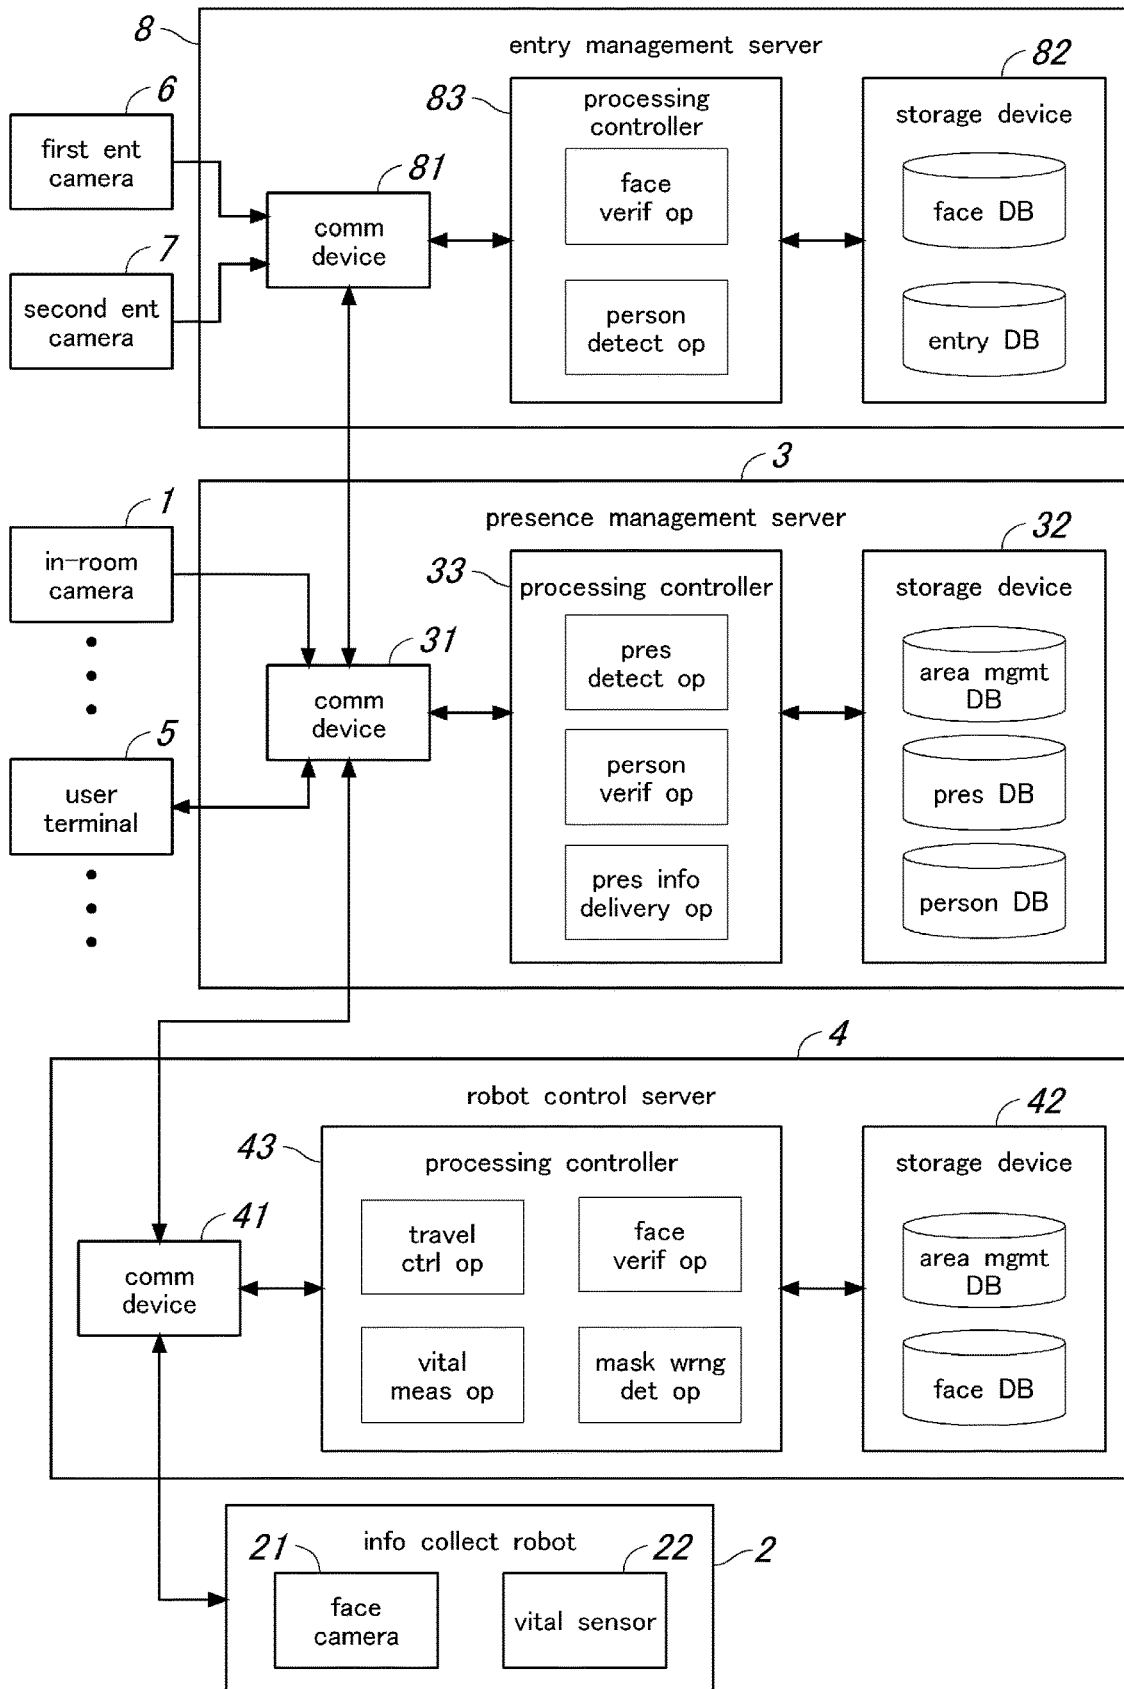 8
entry management server
6
first ent
camera
7
second ent
camera
81
comm
device
83
processing
controller
face
verif op
person
detect op
82
storage device
face DB
entry DB
3
presence management server
1
in-room
camera
5
user
terminal
31
comm
device
33
processing controller
pres
detect op
person
verif op
pres info
delivery op
32
storage device
area mgmt
DB
pres DB
person DB
4
robot control server
41
comm
device
43
processing controller
travel
ctrl op
face
verif op
vital
meas op
mask wrng
det op
42
storage device
area mgmt
DB
face DB
info collect robot
2
21
face
camera
22
vital sensor